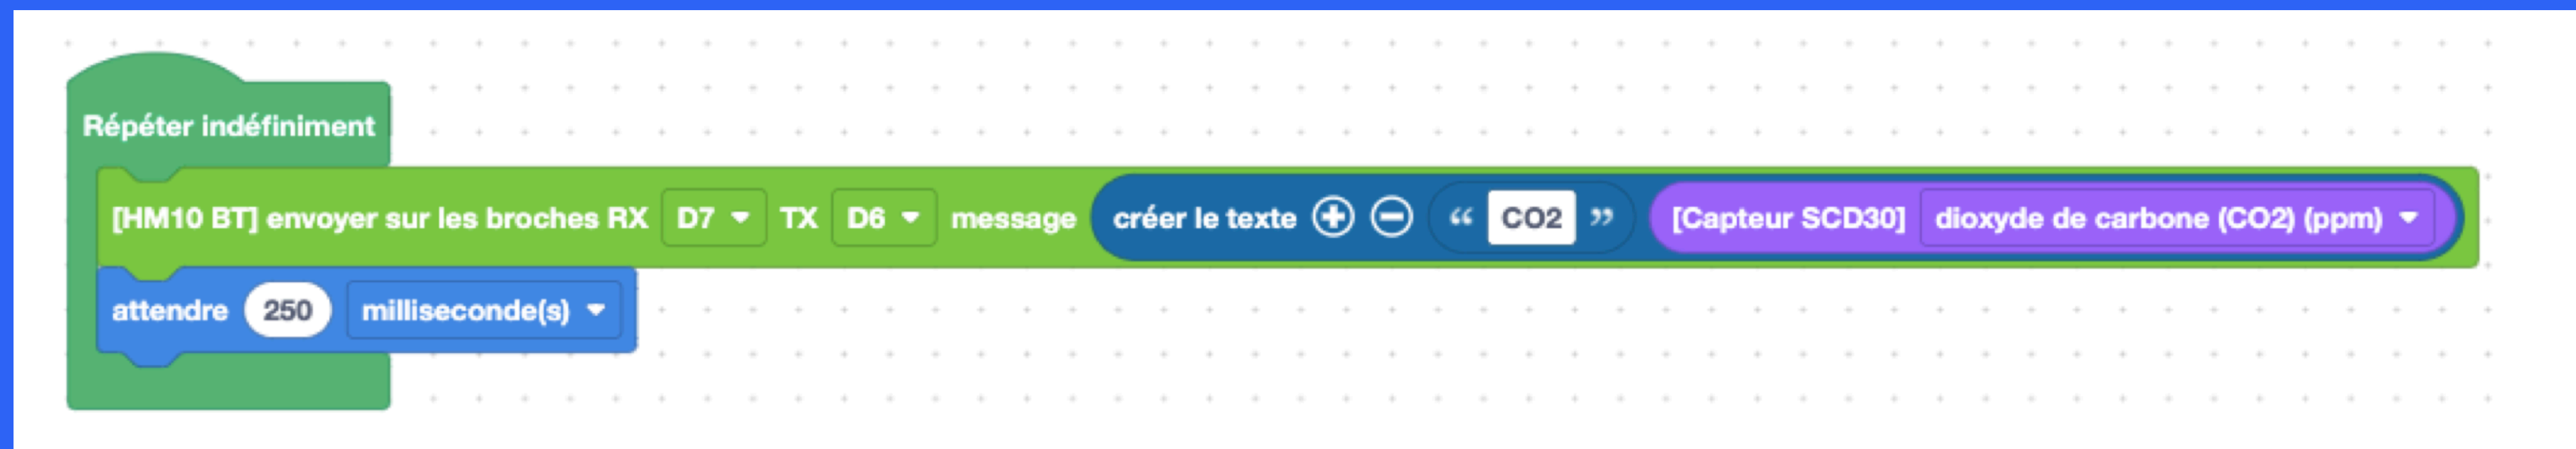 Répéter indéfiniment
[HM10 BT] envoyer sur les broches RX D7 TX D6 message créer le texte “ CO2 ” [Capteur SCD30] dioxyde de carbone (CO2) (ppm)
attendre 250 milliseconde(s)